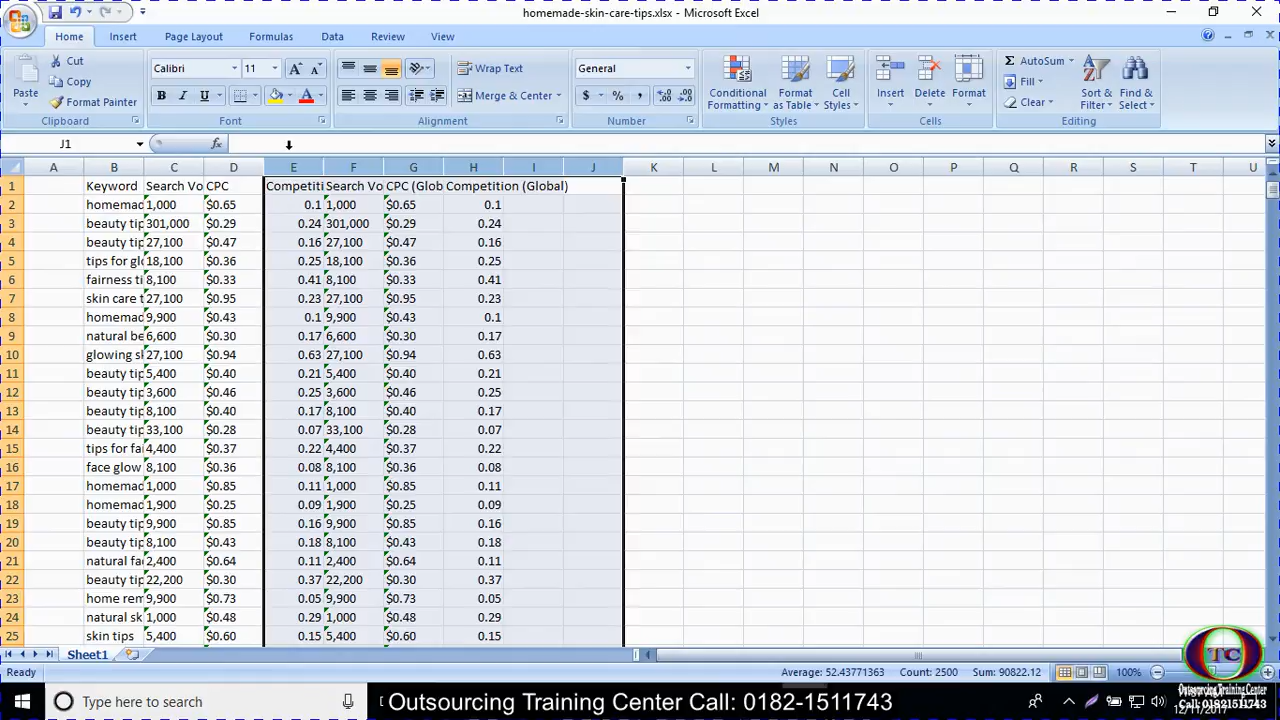 homemade-skin-care-tips.xlsx - Microsoft Excel
Home Insert Page Layout Formulas Data Review View
Cut
Copy
Format Painter
Paste
Clipboard
Calibri 11
B I U
Font
Wrap Text
Merge & Center
Alignment
General
$ % ,
Number
Conditional Formatting
Format as Table
Cell Styles
Styles
Insert Delete Format
Cells
AutoSum
Fill
Clear
Sort & Filter
Find & Select
Editing
J1 fx
A B C D E F G H I J K L M N O P Q R S T U
1 Keyword Search Vo CPC Competiti Search Vo CPC (Glob Competition (Global)
2 homemad 1,000 $0.65 0.1 1,000 $0.65 0.1
3 beauty tip 301,000 $0.29 0.24 301,000 $0.29 0.24
4 beauty tip 27,100 $0.47 0.16 27,100 $0.47 0.16
5 tips for glo 18,100 $0.36 0.25 18,100 $0.36 0.25
6 fairness ti 8,100 $0.33 0.41 8,100 $0.33 0.41
7 skin care t 27,100 $0.95 0.23 27,100 $0.95 0.23
8 homemad 9,900 $0.43 0.1 9,900 $0.43 0.1
9 natural be 6,600 $0.30 0.17 6,600 $0.30 0.17
10 glowing sk 27,100 $0.94 0.63 27,100 $0.94 0.63
11 beauty tip 5,400 $0.40 0.21 5,400 $0.40 0.21
12 beauty tip 3,600 $0.46 0.25 3,600 $0.46 0.25
13 beauty tip 8,100 $0.40 0.17 8,100 $0.40 0.17
14 beauty tip 33,100 $0.28 0.07 33,100 $0.28 0.07
15 tips for fai 4,400 $0.37 0.22 4,400 $0.37 0.22
16 face glow 8,100 $0.36 0.08 8,100 $0.36 0.08
17 homemad 1,000 $0.85 0.11 1,000 $0.85 0.11
18 homemad 1,900 $0.25 0.09 1,900 $0.25 0.09
19 beauty tip 9,900 $0.85 0.16 9,900 $0.85 0.16
20 beauty tip 8,100 $0.43 0.18 8,100 $0.43 0.18
21 natural fac 2,400 $0.64 0.11 2,400 $0.64 0.11
22 beauty tip 22,200 $0.30 0.37 22,200 $0.30 0.37
23 home rem 9,900 $0.73 0.05 9,900 $0.73 0.05
24 natural sk 1,000 $0.48 0.29 1,000 $0.48 0.29
25 skin tips 5,400 $0.60 0.15 5,400 $0.60 0.15
Sheet1
Ready Average: 52.43771363 Count: 2500 Sum: 90822.12 100%
Type here to search
Outsourcing Training Center Call: 0182-1511743
OTC
Outsourcing Training Center
Call: 01821511743